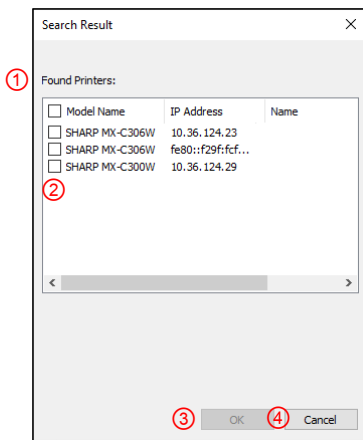 Search Result
① Found Printers:
Model Name IP Address Name
SHARP MX-C306W 10.36.124.23
SHARP MX-C306W fe80::f29f:fcf...
SHARP MX-C300W 10.36.124.29
②
③ OK ④ Cancel